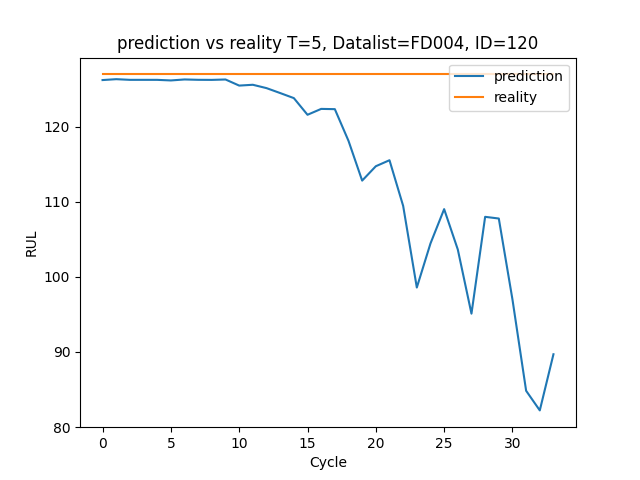 prediction vs reality T=5, Datalist=FD004, ID=120
prediction
reality
120
110
100
90
80
RUL
0 5 10 15 20 25 30
Cycle